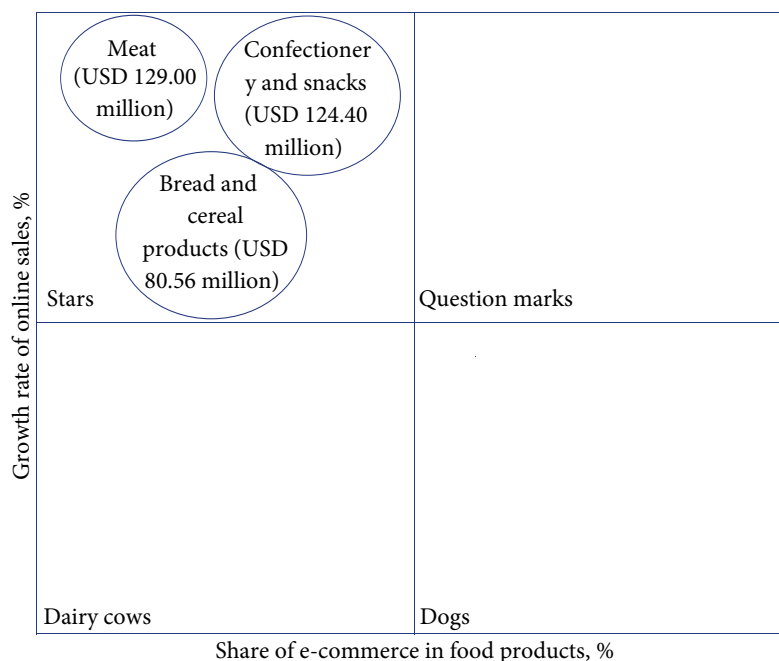 Meat
(USD 129.00
million)
Confectioner
y and snacks
(USD 124.40
million)
Bread and
cereal
products (USD
80.56 million)
Stars
Question marks
Growth rate of online sales, %
Dairy cows
Dogs
Share of e-commerce in food products, %